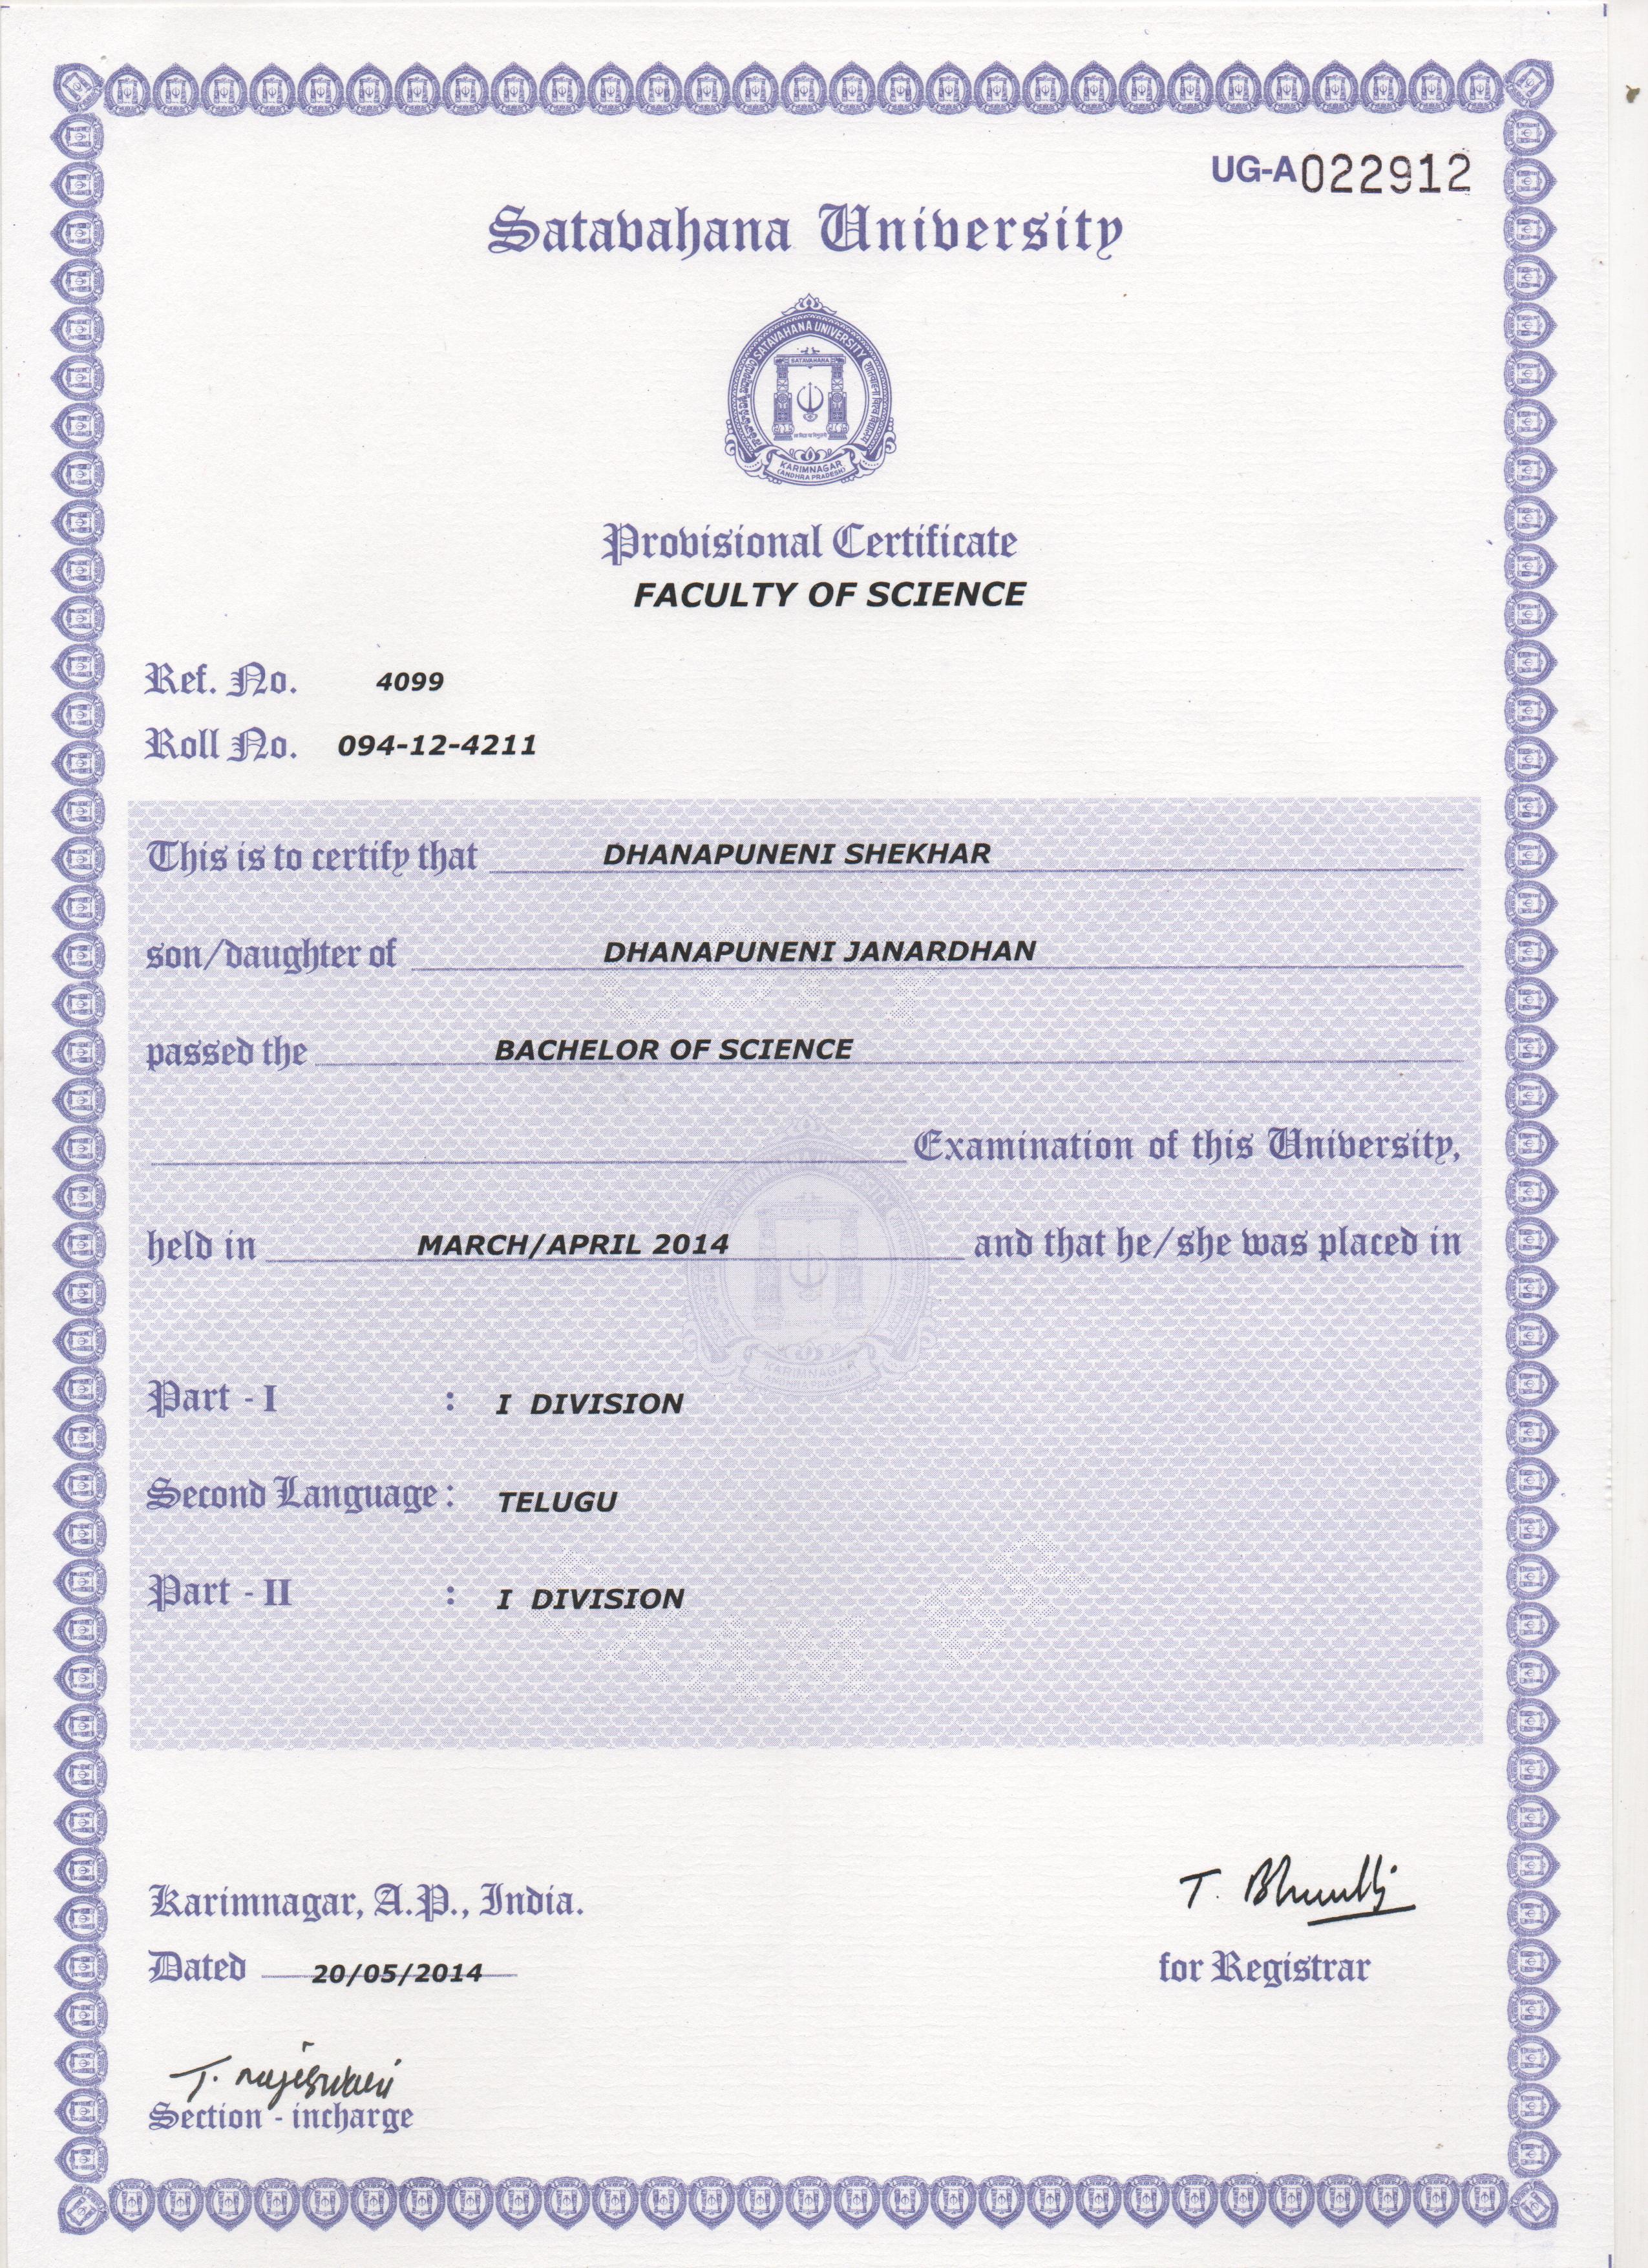 UG-A022912
Satavahana University
SATAVAHANA UNIVERSITY
SATAVAHANA
KARIMNAGAR
(ANDHRA PRADESH)
Provisional Certificate
FACULTY OF SCIENCE
Ref. No. 4099
Roll No. 094-12-4211
This is to certify that DHANAPUNENI SHEKHAR
son/daughter of DHANAPUNENI JANARDHAN
passed the BACHELOR OF SCIENCE
Examination of this University,
held in MARCH/APRIL 2014 and that he/she was placed in
Part - I : I DIVISION
Second Language : TELUGU
Part - II : I DIVISION
Karimnagar, A.P., India.
Dated 20/05/2014
for Registrar
Section - incharge